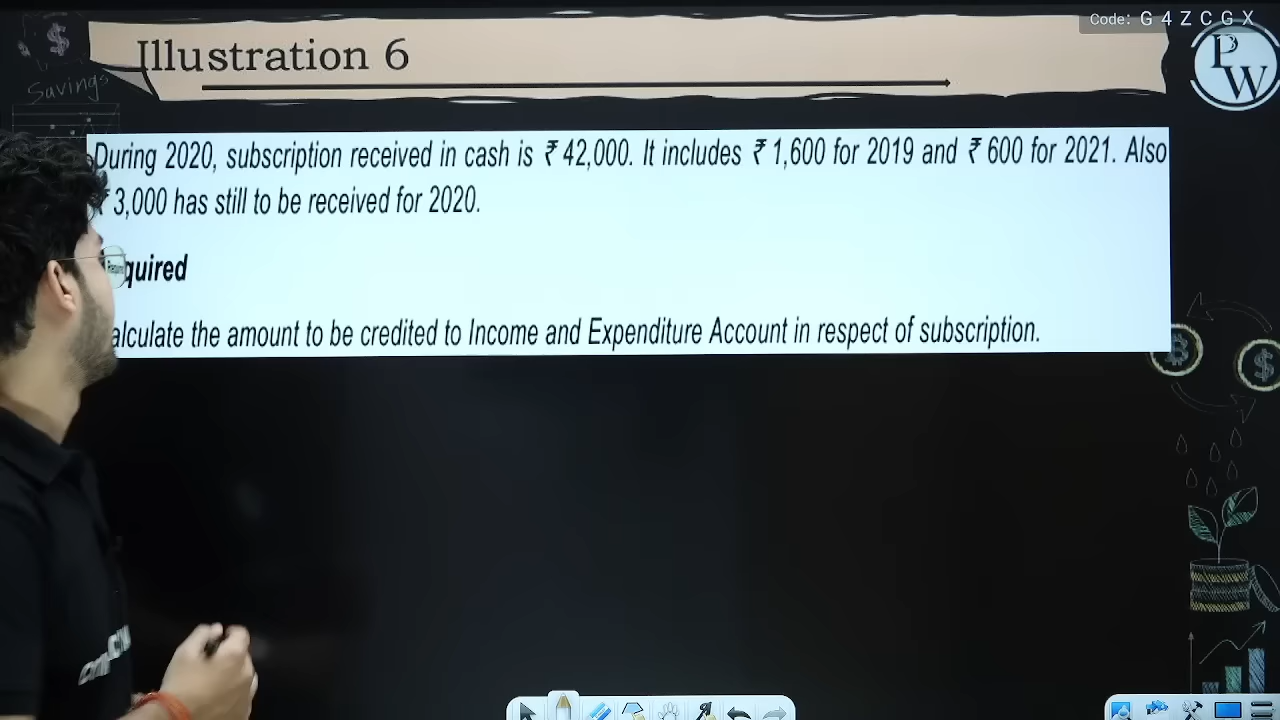 Code: G 4 Z C G X
Illustration 6
PW
Savings
During 2020, subscription received in cash is ₹ 42,000. It includes ₹ 1,600 for 2019 and ₹ 600 for 2021. Also
₹ 3,000 has still to be received for 2020.
quired
alculate the amount to be credited to Income and Expenditure Account in respect of subscription.